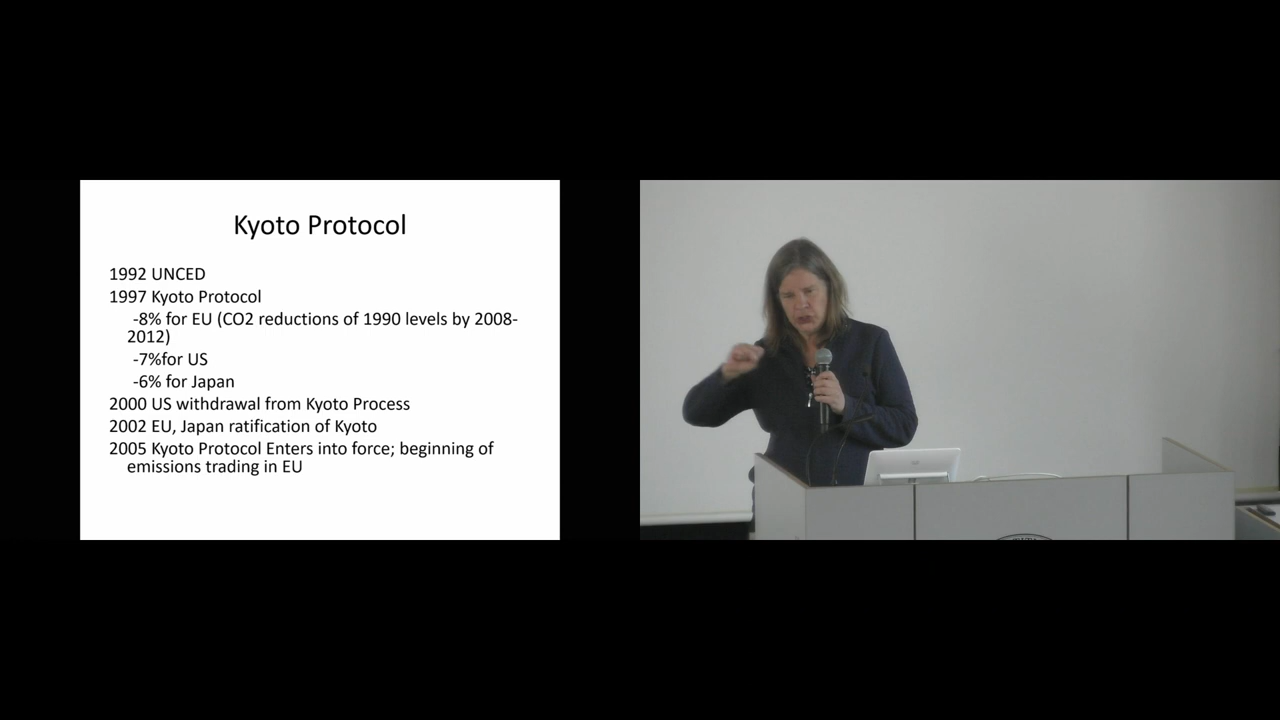 Kyoto Protocol
1992 UNCED
1997 Kyoto Protocol
-8% for EU (CO2 reductions of 1990 levels by 2008-
2012)
-7%for US
-6% for Japan
2000 US withdrawal from Kyoto Process
2002 EU, Japan ratification of Kyoto
2005 Kyoto Protocol Enters into force; beginning of
emissions trading in EU